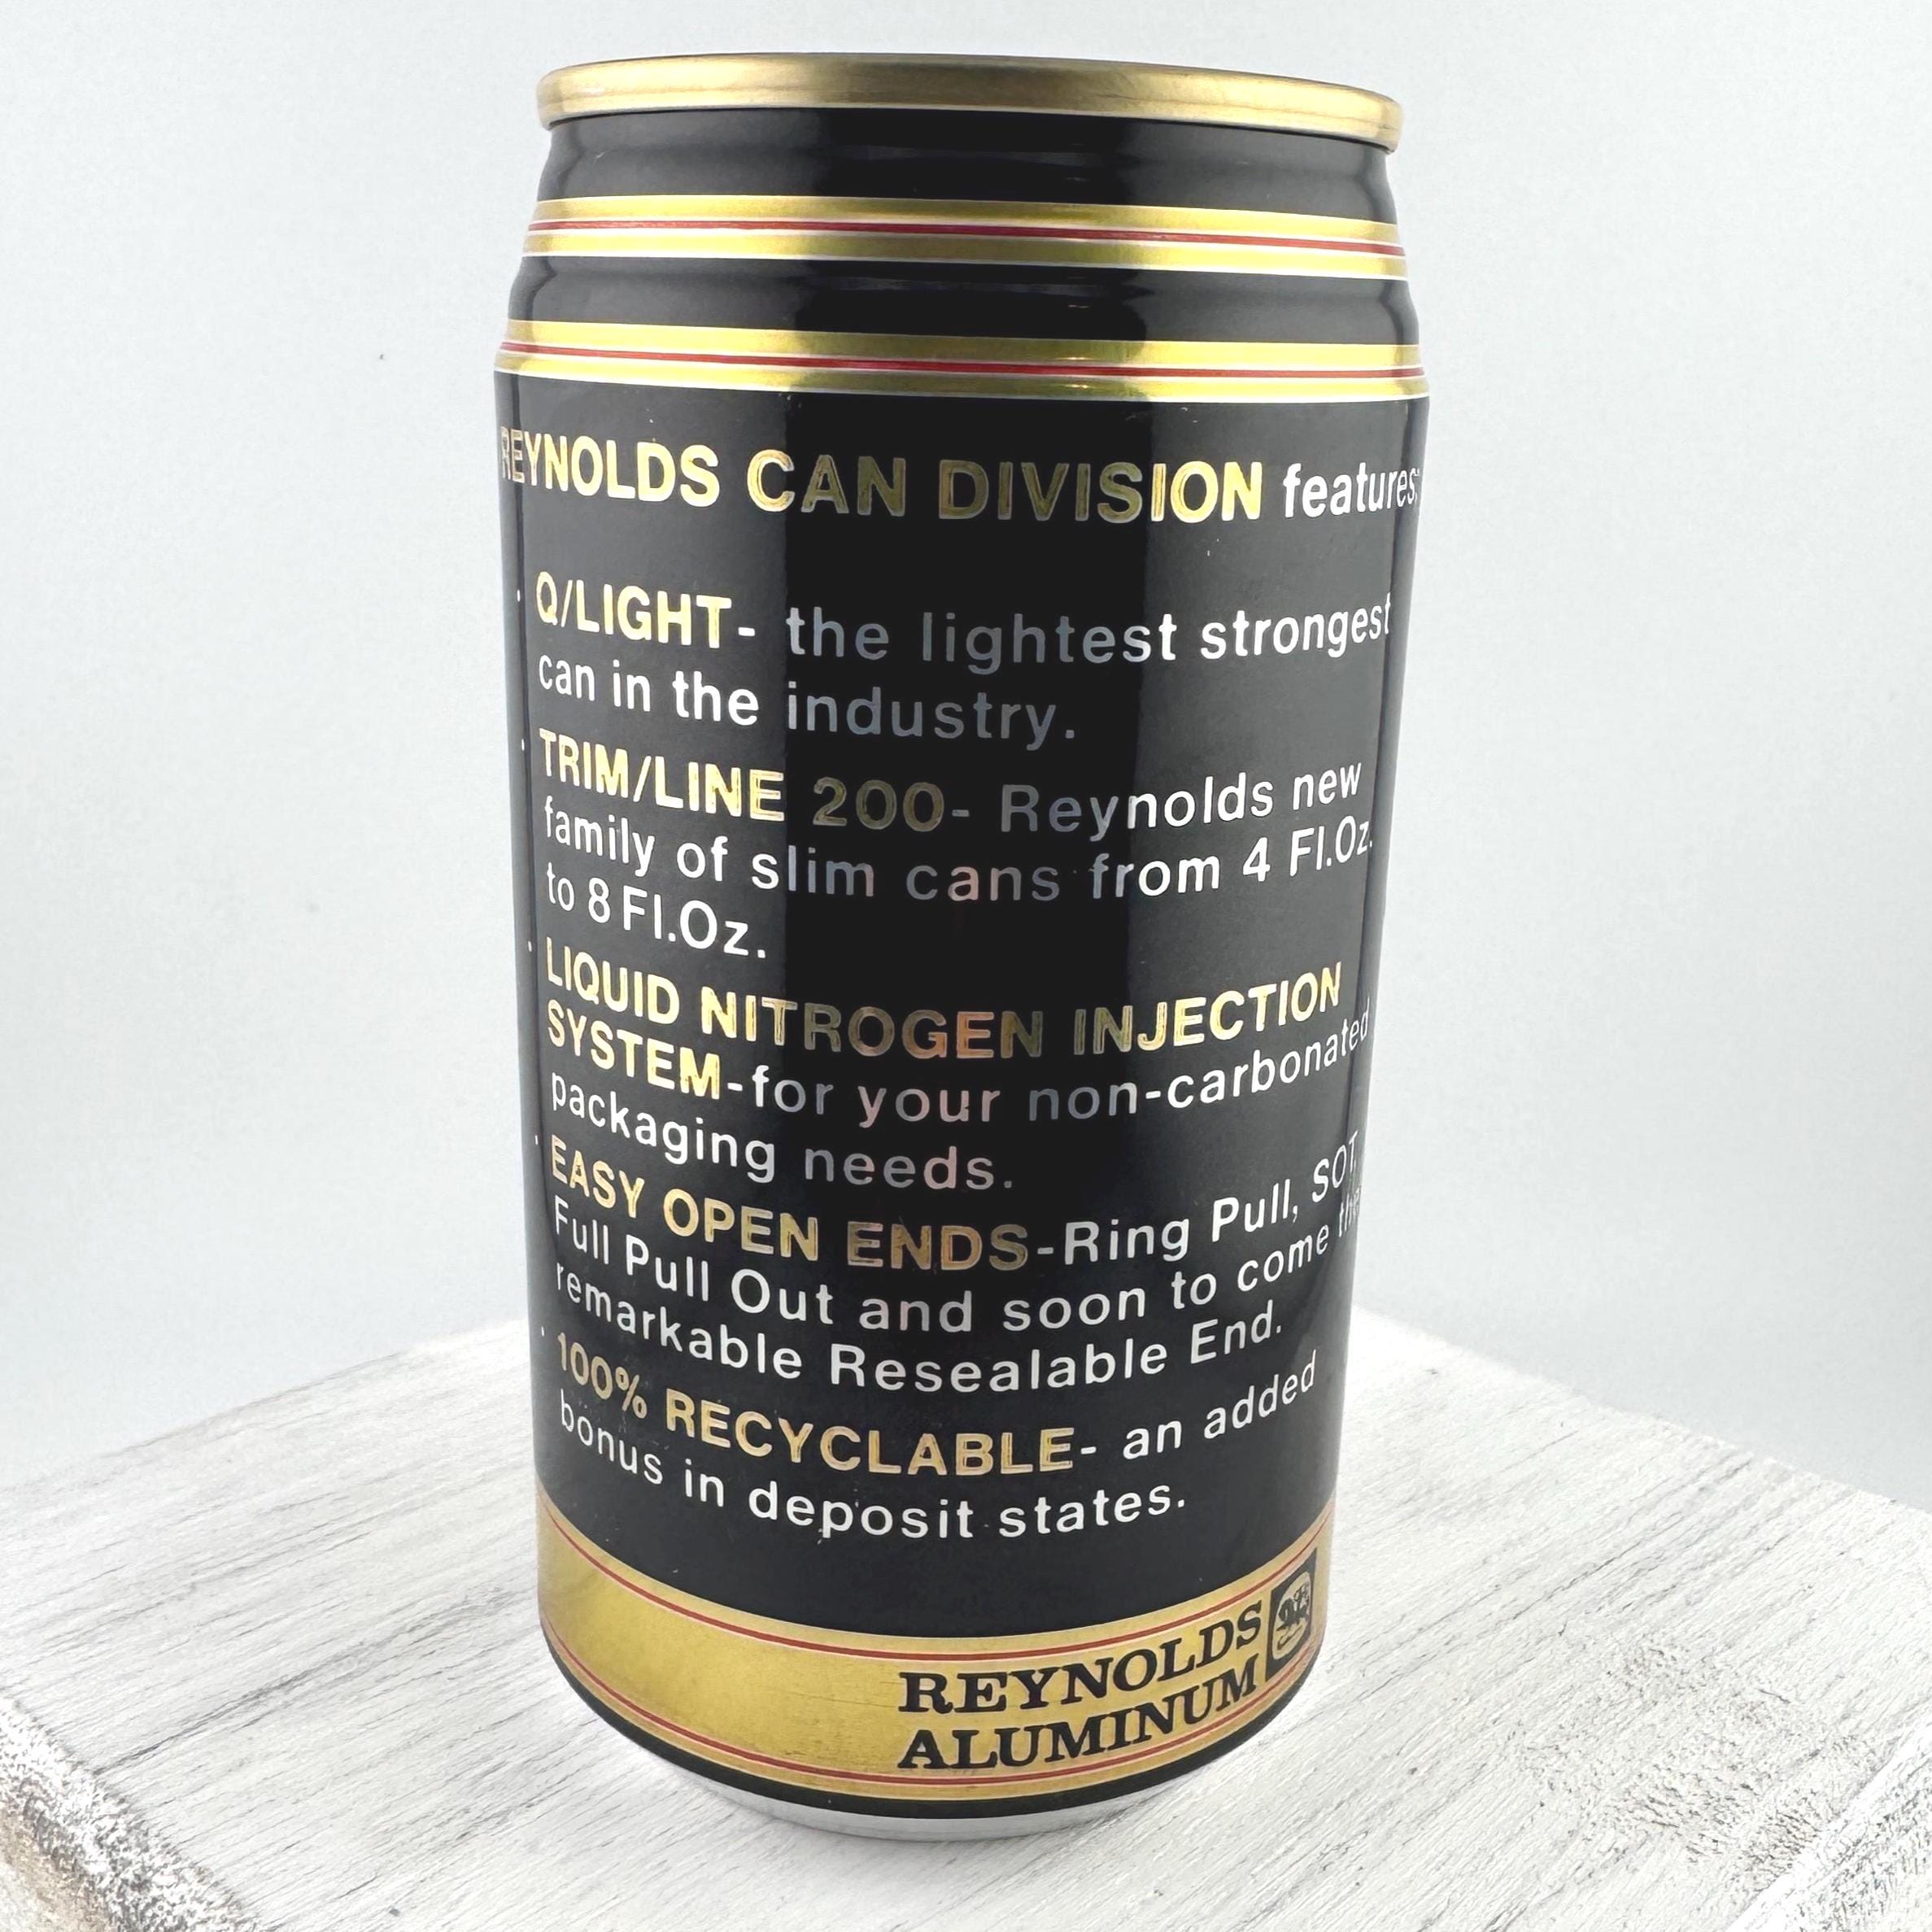 REYNOLDS CAN DIVISION features:
· Q/LIGHT- the lightest strongest
can in the industry.
· TRIM/LINE 200- Reynolds new
family of slim cans from 4 Fl.Oz.
to 8 Fl.Oz.
· LIQUID NITROGEN INJECTION
SYSTEM-for your non-carbonated
packaging needs.
· EASY OPEN ENDS-Ring Pull, SOT,
Full Pull Out and soon to come the
remarkable Resealable End.
· 100% RECYCLABLE- an added
bonus in deposit states.
REYNOLDS
ALUMINUM